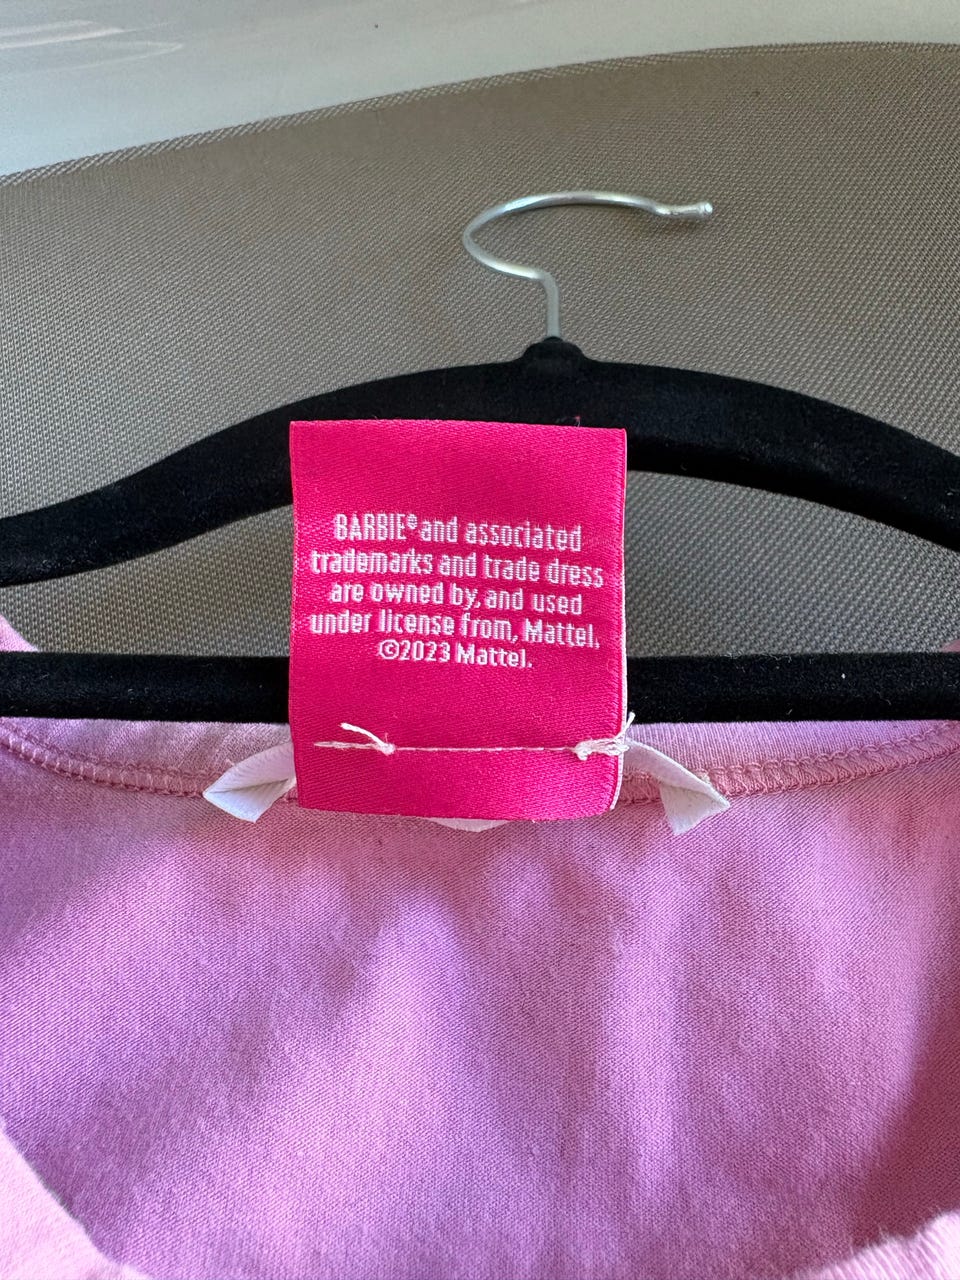 BARBIE® and associated
trademarks and trade dress
are owned by, and used
under license from, Mattel.
©2023 Mattel.